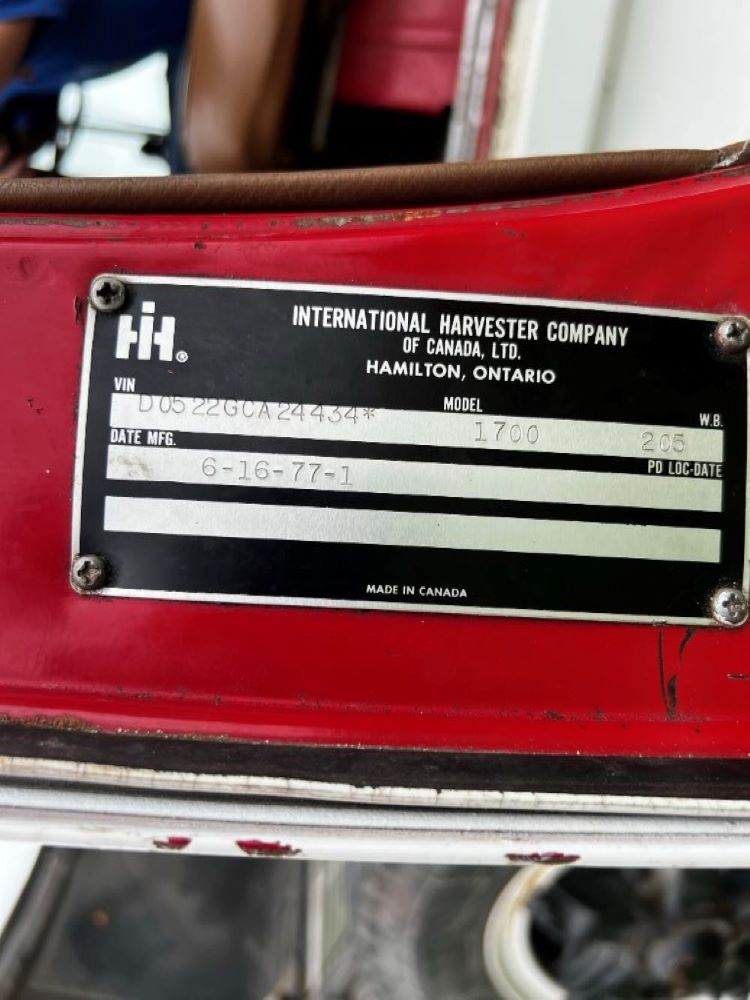 IH®
INTERNATIONAL HARVESTER COMPANY
OF CANADA, LTD.
HAMILTON, ONTARIO
VIN MODEL W.B.
D0522GCA24434* 1700 205
DATE MFG. PD LOC-DATE
6-16-77-1
MADE IN CANADA